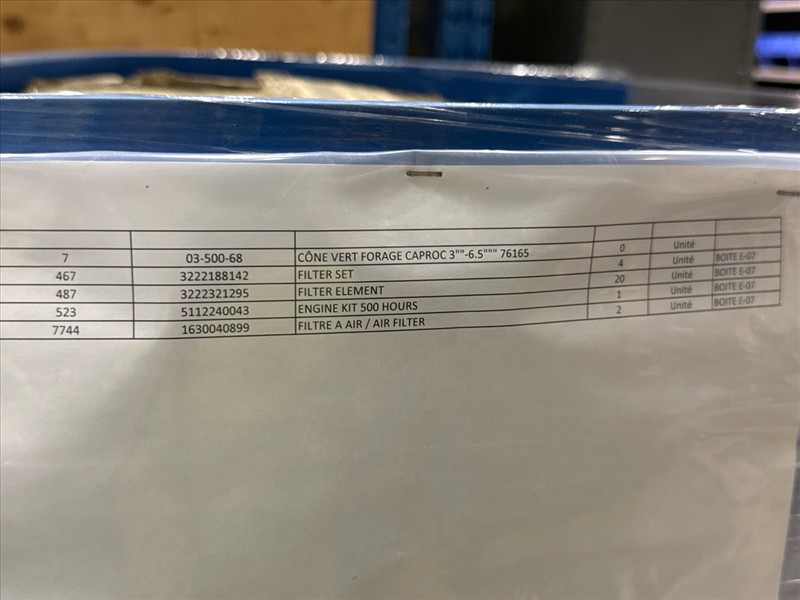 7 03-500-68 CÔNE VERT FORAGE CAPROC 3""-6.5""" 76165 0 Unité
467 3222188142 FILTER SET 4 Unité BOITE E-07
487 3222321295 FILTER ELEMENT 20 Unité BOITE E-07
523 5112240043 ENGINE KIT 500 HOURS 1 Unité BOITE E-07
7744 1630040899 FILTRE A AIR / AIR FILTER 2 Unité BOITE E-07